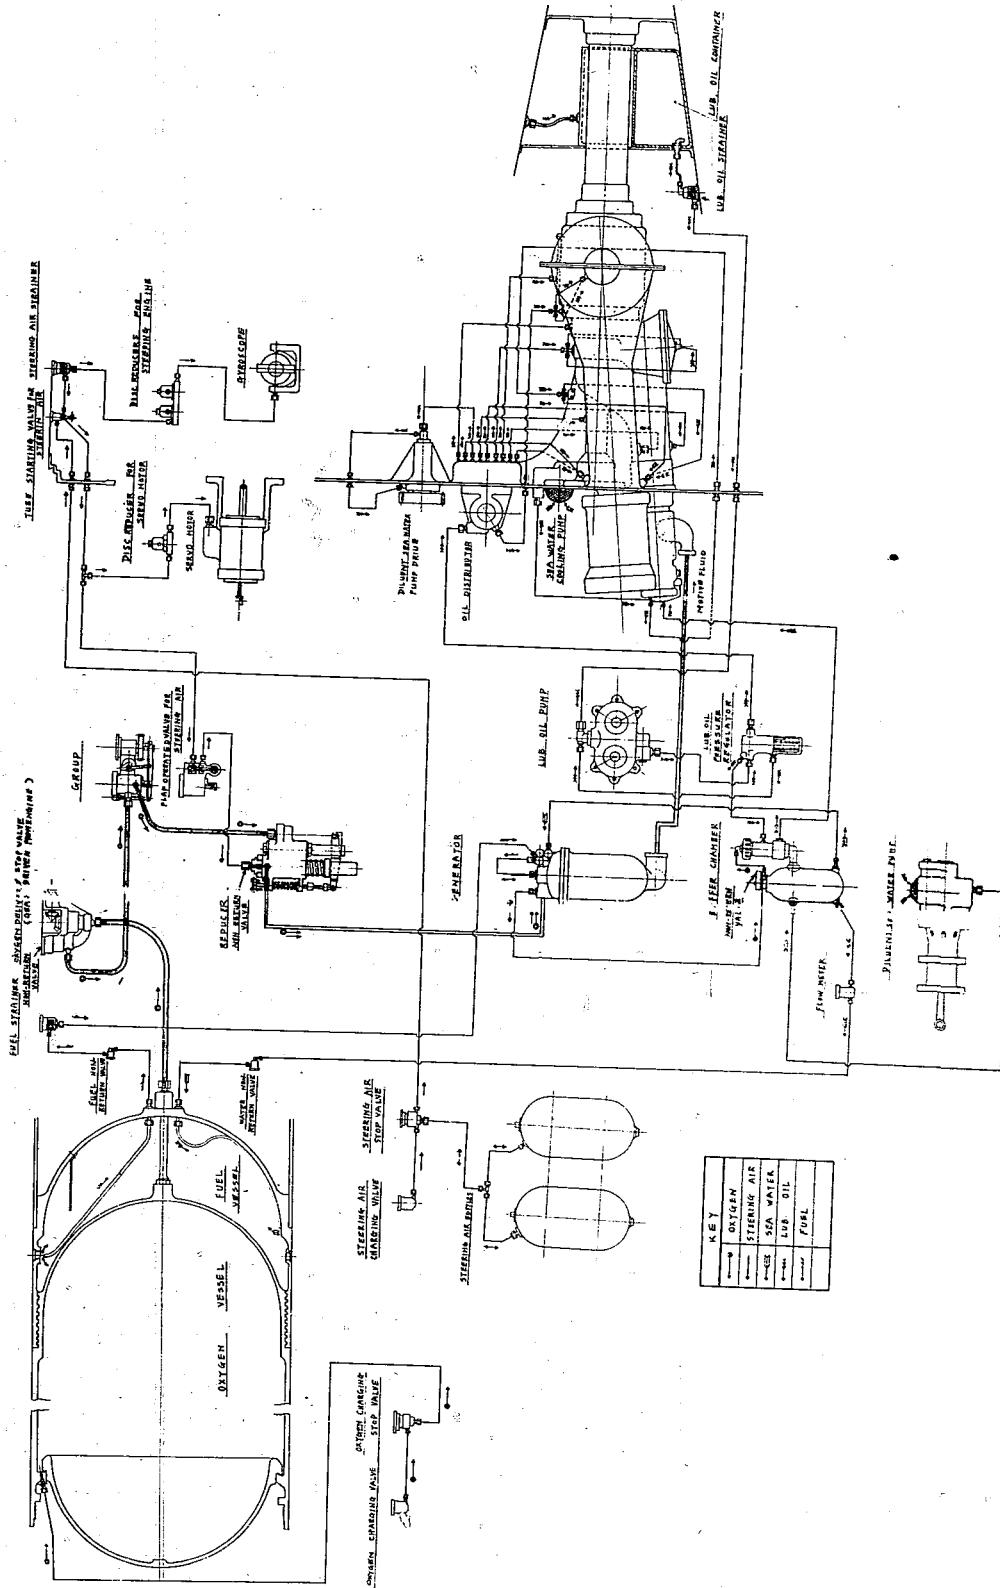 TUBE STARTING VALVE FOR
STEERING AIR
STEERING AIR STRAINER
DISC REDUCERS FOR
STEERING ENGINE
GYROSCOPE
DISC REDUCER FOR
SERVO MOTOR
SERVO MOTOR
DILUENT SEA WATER
PUMP DRIVE
OIL DISTRIBUTOR
SEA WATER
COOLING PUMP
MOTIVE FLUID
LUB. OIL STRAINER
LUB. OIL CONTAINER
FUEL STRAINER
OXYGEN DELIVERY & STOP VALVE
NON-RETURN
VALVE
GROUP
FLAP OPERATED VALVE FOR
STEERING AIR
REDUCER
NON RETURN
VALVE
GENERATOR
LUB OIL PUMP
LUB. OIL
PRESSURE
REGULATOR
BUFFER CHAMBER
NON-RETURN
VALVE
FLOW METER
WATER PUMP
FUEL NON
RETURN VALVE
WATER NON
RETURN VALVE
FUEL
VESSEL
OXYGEN VESSEL
STEERING AIR
STOP VALVE
STEERING AIR
CHARGING VALVE
STEERING AIR BOTTLES
OXYGEN CHARGING
STOP VALVE
OXYGEN CHARGING VALVE
KEY
OXYGEN
STEERING AIR
SEA WATER
LUB. OIL
FUEL